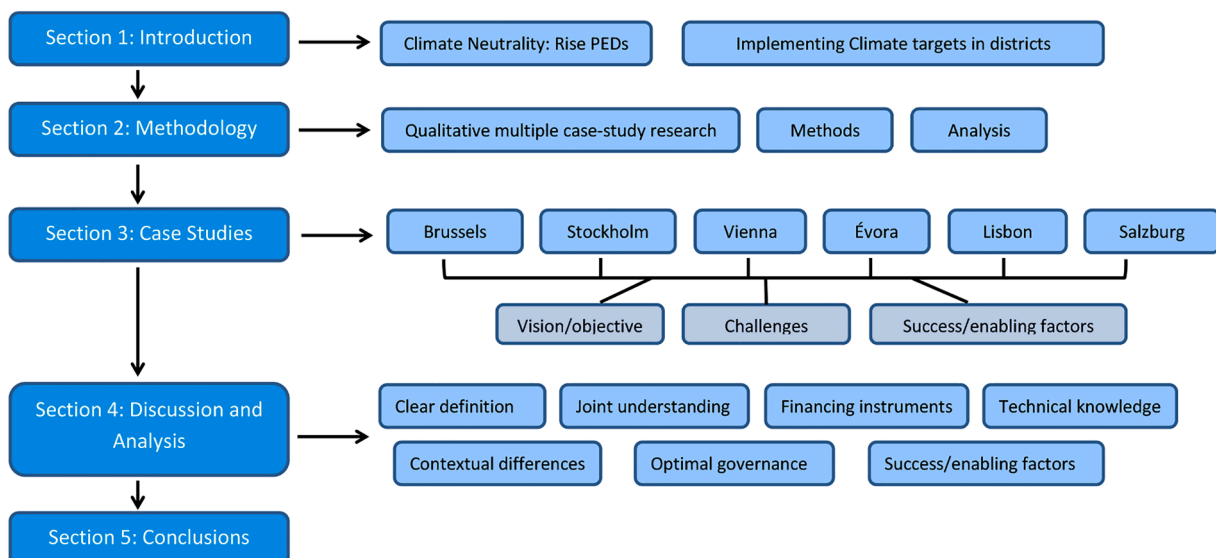 Section 1: Introduction
Climate Neutrality: Rise PEDs
Implementing Climate targets in districts
Section 2: Methodology
Qualitative multiple case-study research
Methods
Analysis
Section 3: Case Studies
Brussels
Stockholm
Vienna
Évora
Lisbon
Salzburg
Vision/objective
Challenges
Success/enabling factors
Section 4: Discussion and
Analysis
Clear definition
Joint understanding
Financing instruments
Technical knowledge
Contextual differences
Optimal governance
Success/enabling factors
Section 5: Conclusions